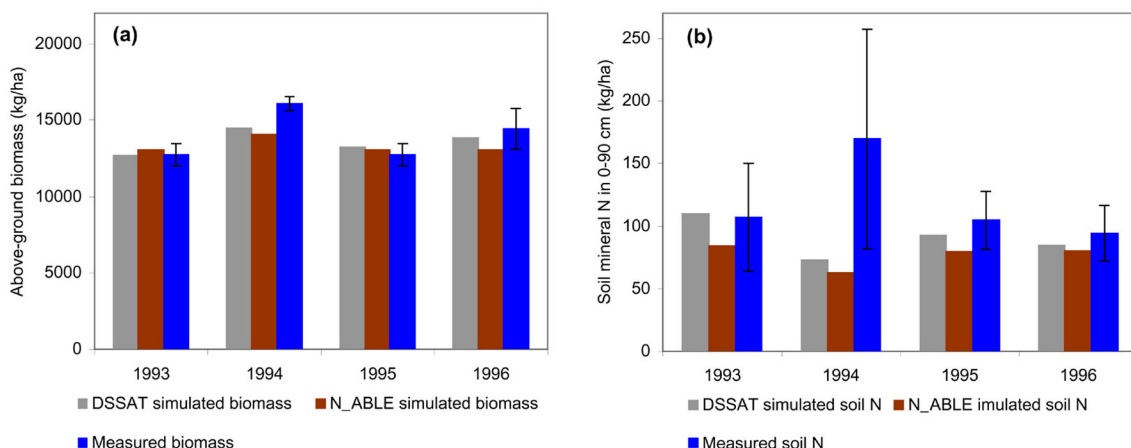 (a)
Above-ground biomass (kg/ha)
20000
15000
10000
5000
0
1993 1994 1995 1996
DSSAT simulated biomass N_ABLE simulated biomass
Measured biomass
(b)
Soil mineral N in 0-90 cm (kg/ha)
250
200
150
100
50
0
1993 1994 1995 1996
DSSAT simulated soil N N_ABLE imulated soil N
Measured soil N